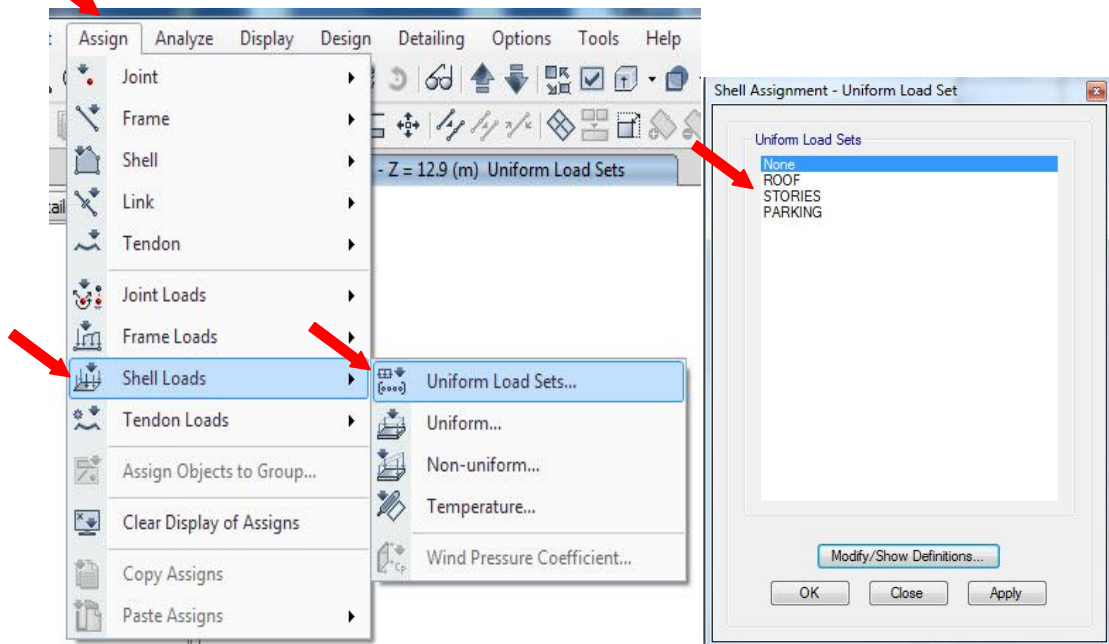 Assign Analyze Display Design Detailing Options Tools Help
Joint
Frame
Shell
Link
Tendon
Joint Loads
Frame Loads
Shell Loads
Tendon Loads
Assign Objects to Group...
Clear Display of Assigns
Copy Assigns
Paste Assigns
- Z = 12.9 (m) Uniform Load Sets
Uniform Load Sets...
Uniform...
Non-uniform...
Temperature...
Wind Pressure Coefficient...
Shell Assignment - Uniform Load Set
Uniform Load Sets
None
ROOF
STORIES
PARKING
Modify/Show Definitions...
OK Close Apply